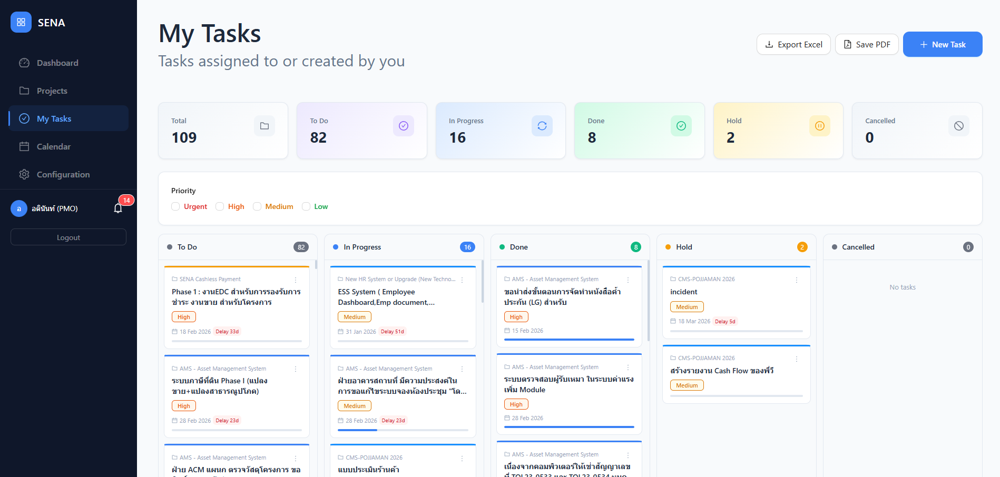 SENA
Dashboard
Projects
My Tasks
Calendar
Configuration
อ
อดินันท์ (PMO)
14
Logout
My Tasks
Tasks assigned to or created by you
Export Excel
Save PDF
New Task
Total
109
To Do
82
In Progress
16
Done
8
Hold
2
Cancelled
0
Priority
Urgent
High
Medium
Low
To Do
82
SENA Cashless Payment
Phase 1 : งานEDC สำหรับการรองรับการ
ชำระ งานขาย สำหรับโครงการ
High
18 Feb 2026 Delay 33d
AMS - Asset Management System
ระบบภาษีที่ดิน Phase I (แปลง
ขาย+แปลงสาธารณูปโภค)
High
28 Feb 2026 Delay 23d
AMS - Asset Management System
ฝ่าย ACM แผนก ตรวจวัสดุโครงการ ขอ
In Progress
16
New HR System or Upgrade (New Techno...
ESS System ( Employee
Dashboard,Emp document,...
Medium
31 Jan 2026 Delay 51d
AMS - Asset Management System
ฝ่ายอาคารสถานที่ มีความประสงค์ใน
การขอแก้ไขระบบจองห้องประชุม "โด...
Medium
28 Feb 2026 Delay 23d
CMS-POJJAMAN 2026
แบบประเมินร้านค้า
Done
8
AMS - Asset Management System
ขอนำส่งขั้นตอนการจัดทำหนังสือค้ำ
ประกัน (LG) สำหรับ
High
15 Feb 2026
AMS - Asset Management System
ระบบตรวจสอบผู้รับเหมา ในระบบค่าแรง
เพิ่ม Module
High
28 Feb 2026
AMS - Asset Management System
เนื่องจากคอมพิวเตอร์ให้เช่าสัญญาเลข
Hold
2
CMS-POJJAMAN 2026
incident
Medium
18 Mar 2026 Delay 5d
CMS-POJJAMAN 2026
สร้างรายงาน Cash Flow ของพี่วี
Medium
Cancelled
0
No tasks